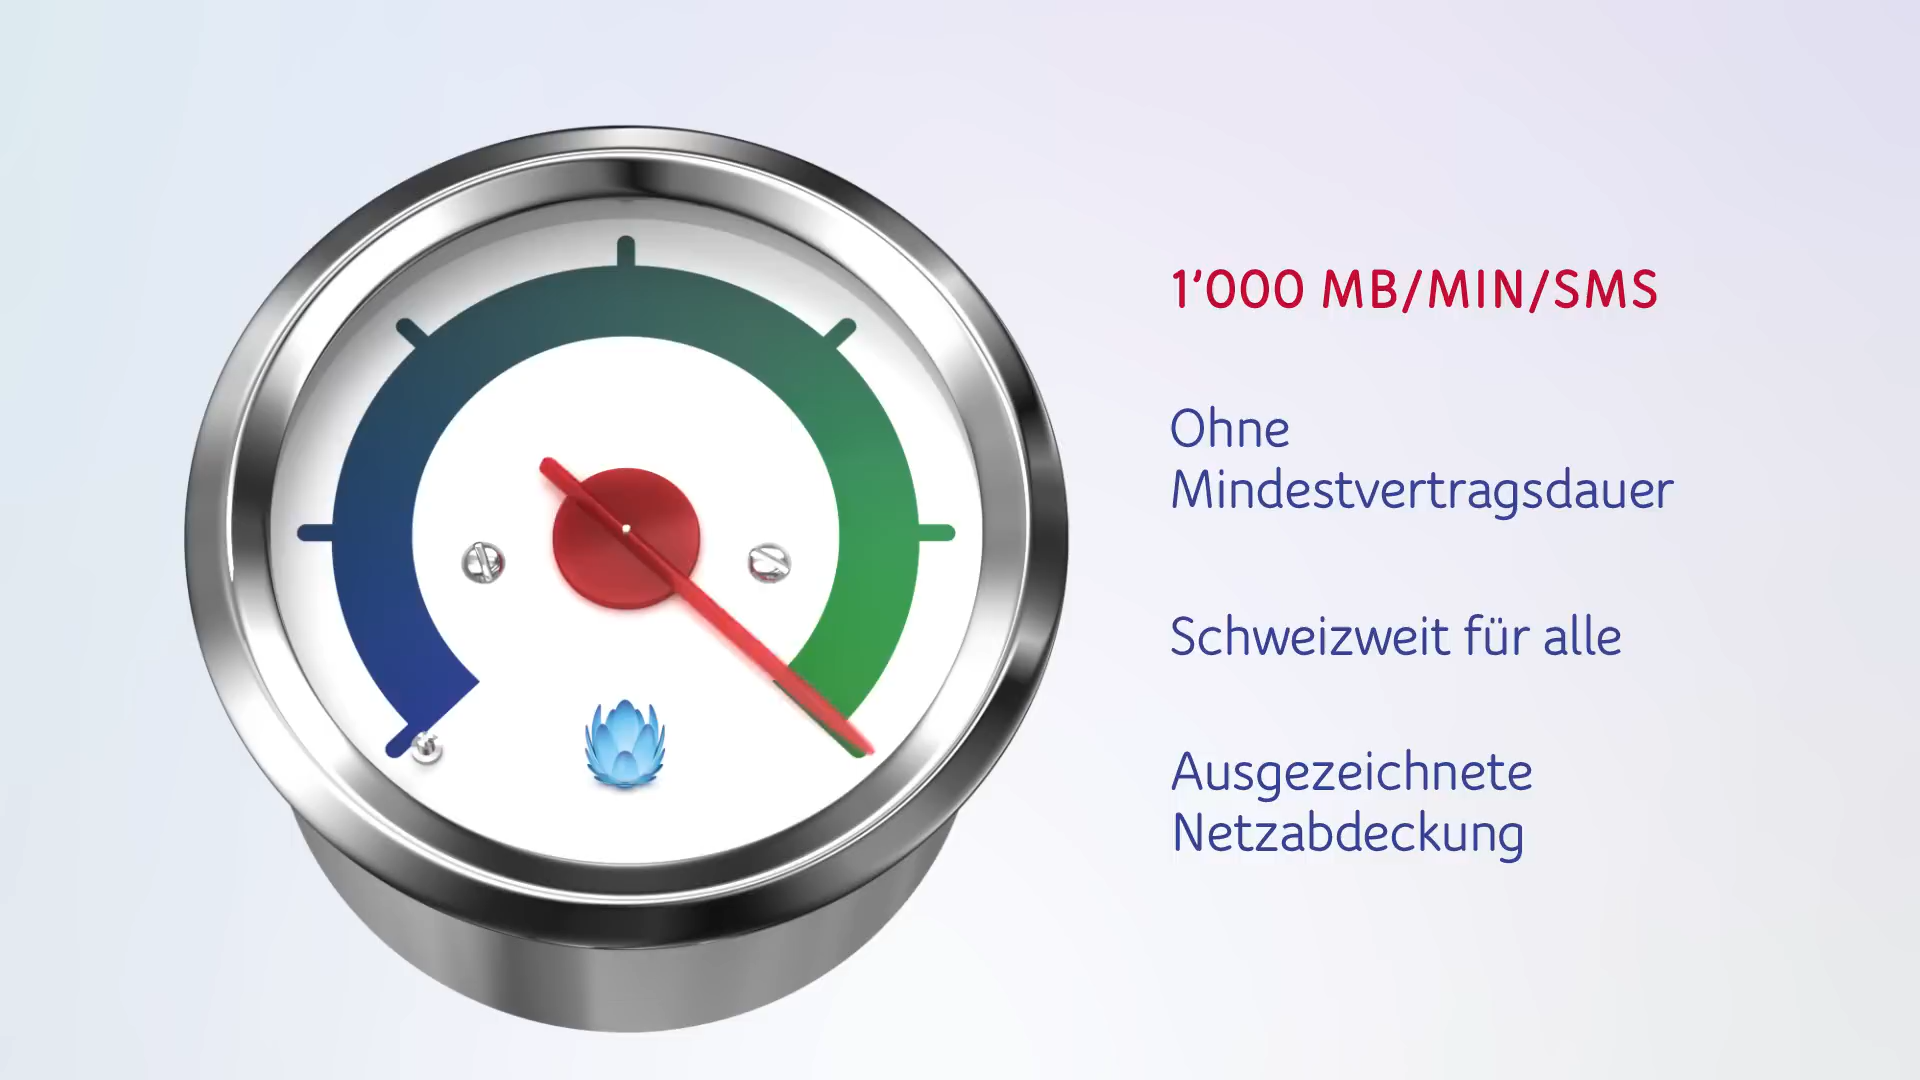 1’000 MB/MIN/SMS
Ohne
Mindestvertragsdauer
Schweizweit für alle
Ausgezeichnete
Netzabdeckung